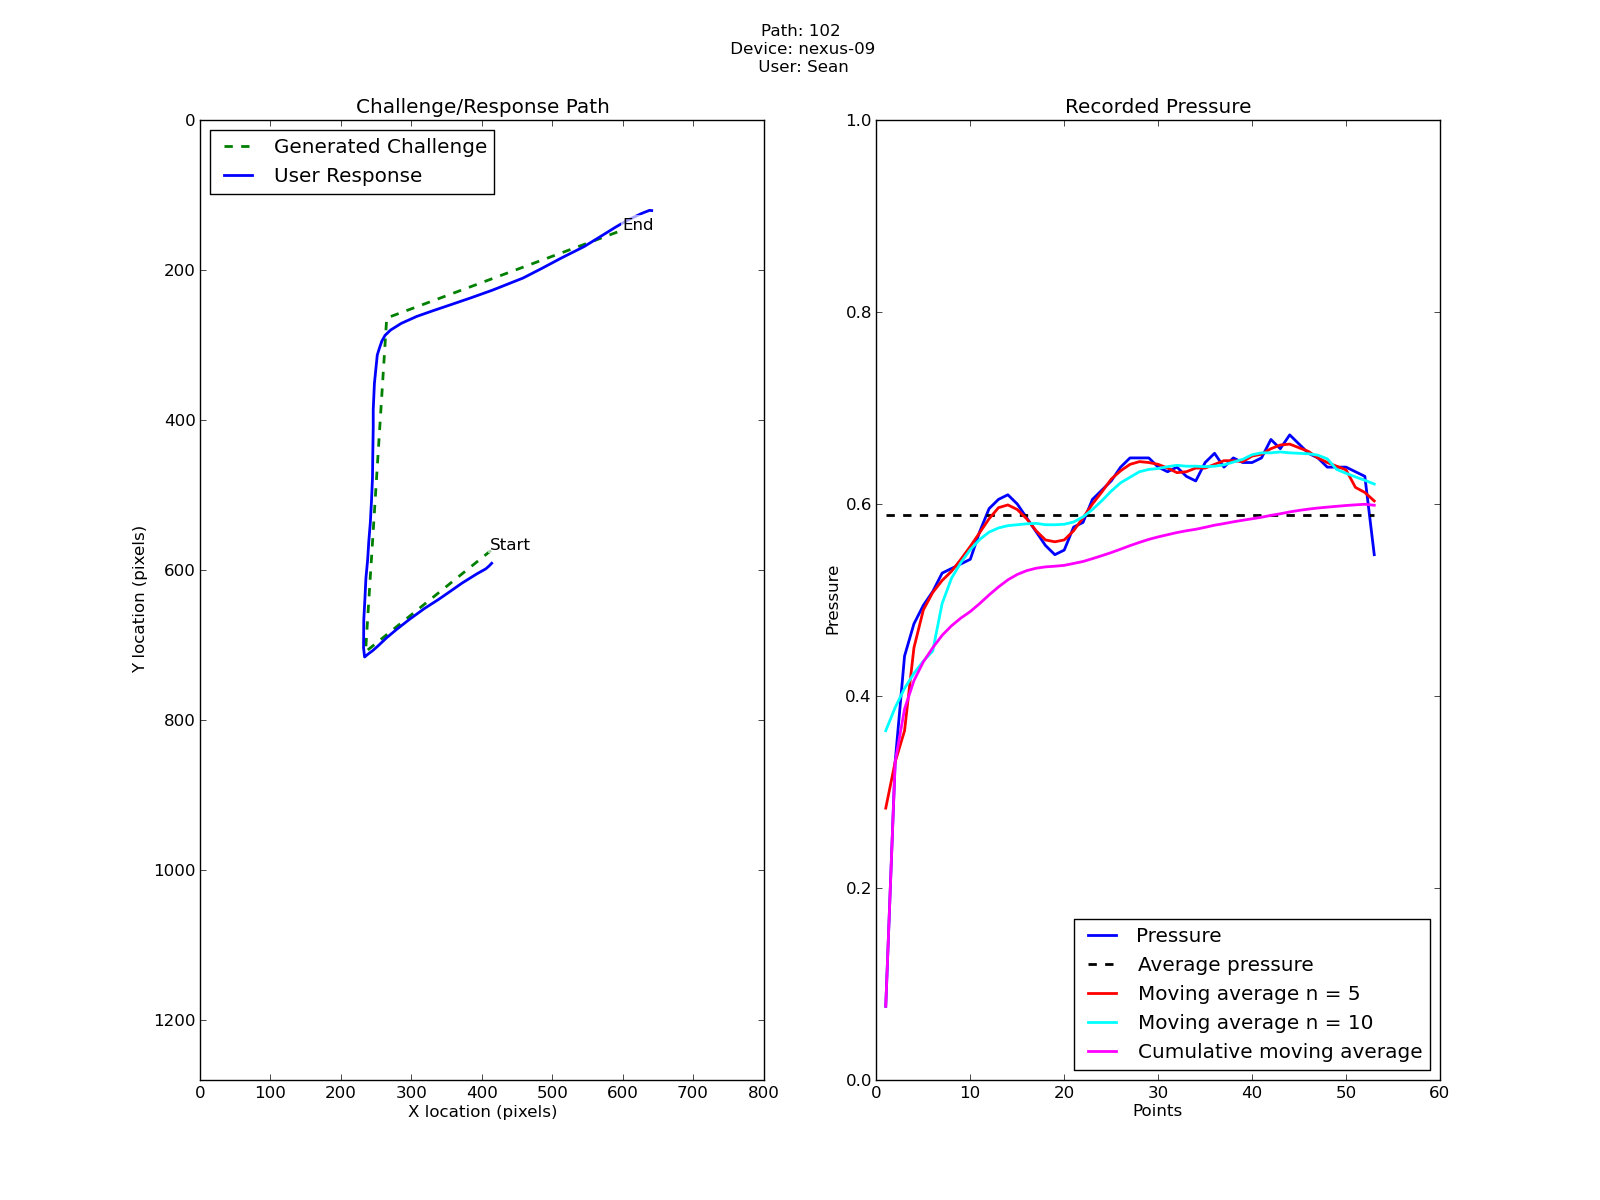 Path: 102
Device: nexus-09
User: Sean
Challenge/Response Path
Generated Challenge
User Response
End
Start
0
200
400
600
800
1000
1200
Y location (pixels)
0 100 200 300 400 500 600 700 800
X location (pixels)
Recorded Pressure
1.0
0.8
0.6
0.4
0.2
0.0
Pressure
Pressure
Average pressure
Moving average n = 5
Moving average n = 10
Cumulative moving average
0 10 20 30 40 50 60
Points